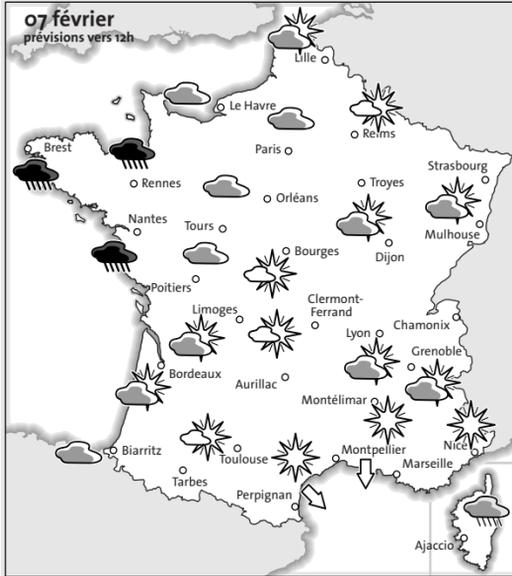 07 février
prévisions vers 12h
Lille
Le Havre
Reims
Brest
Paris
Strasbourg
Rennes
Troyes
Orléans
Nantes
Tours
Mulhouse
Bourges
Dijon
Poitiers
Clermont-
Ferrand
Limoges
Chamonix
Lyon
Grenoble
Bordeaux
Aurillac
Montélimar
Nice
Biarritz
Montpellier
Toulouse
Marseille
Tarbes
Perpignan
Ajaccio